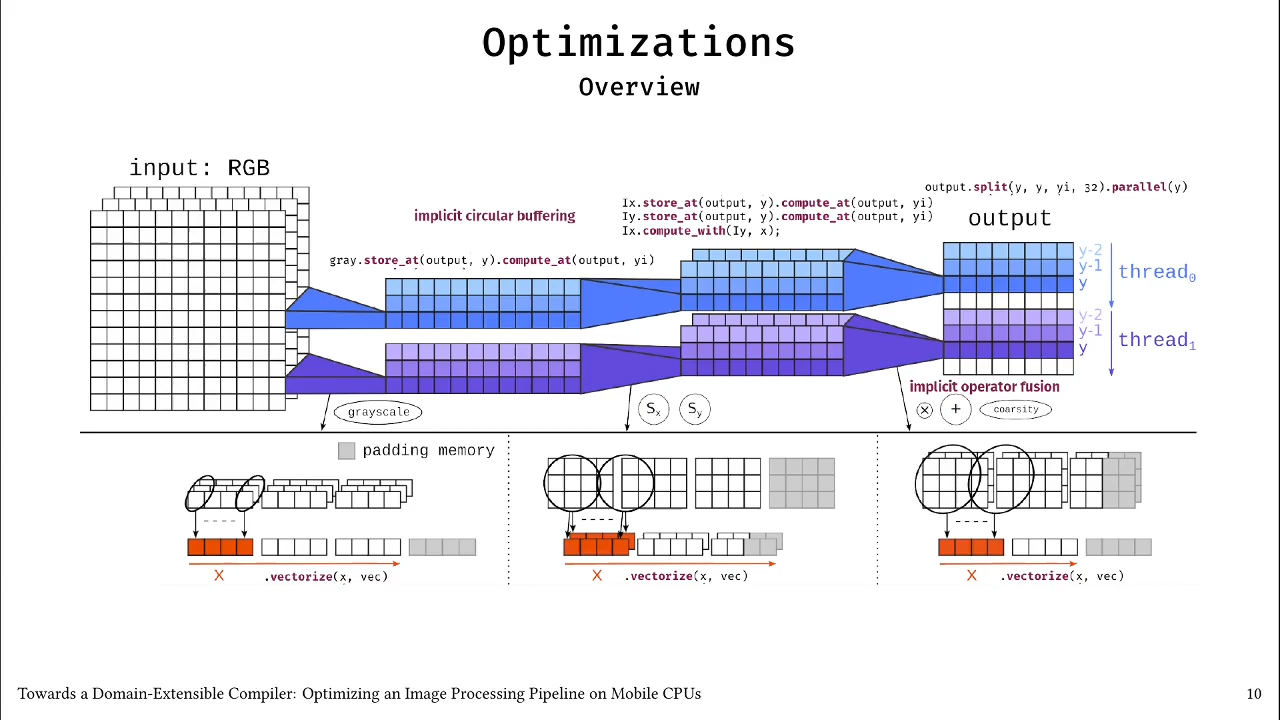 Optimizations
Overview
input: RGB
implicit circular buffering
gray.store_at(output, y).compute_at(output, yi)
Ix.store_at(output, y).compute_at(output, yi)
Iy.store_at(output, y).compute_at(output, yi)
Ix.compute_with(Iy, x);
output.split(y, y, yi, 32).parallel(y)
output
y-2
y-1
y
thread0
y-2
y-1
y
thread1
implicit operator fusion
grayscale
Sx
Sy
⊗
+
coarsity
padding memory
x
.vectorize(x, vec)
x
.vectorize(x, vec)
x
.vectorize(x, vec)
Towards a Domain-Extensible Compiler: Optimizing an Image Processing Pipeline on Mobile CPUs
10